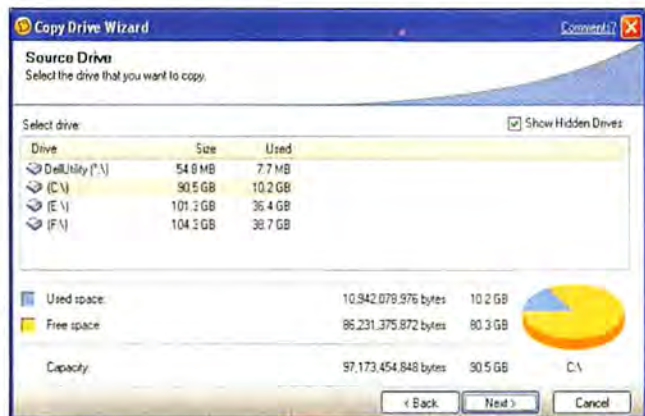 Copy Drive Wizard Comments?
Source Drive
Select the drive that you want to copy.
Select drive: Show Hidden Drives
Drive Size Used
DellUtility (*:\) 54.8 MB 7.7 MB
(C:\) 90.5 GB 10.2 GB
(E:\) 101.3 GB 36.4 GB
(F:\) 104.3 GB 38.7 GB
Used space: 10,942,078,976 bytes 10.2 GB
Free space: 86,231,375,872 bytes 80.3 GB
Capacity: 97,173,454,848 bytes 90.5 GB C:\
< Back Next > Cancel